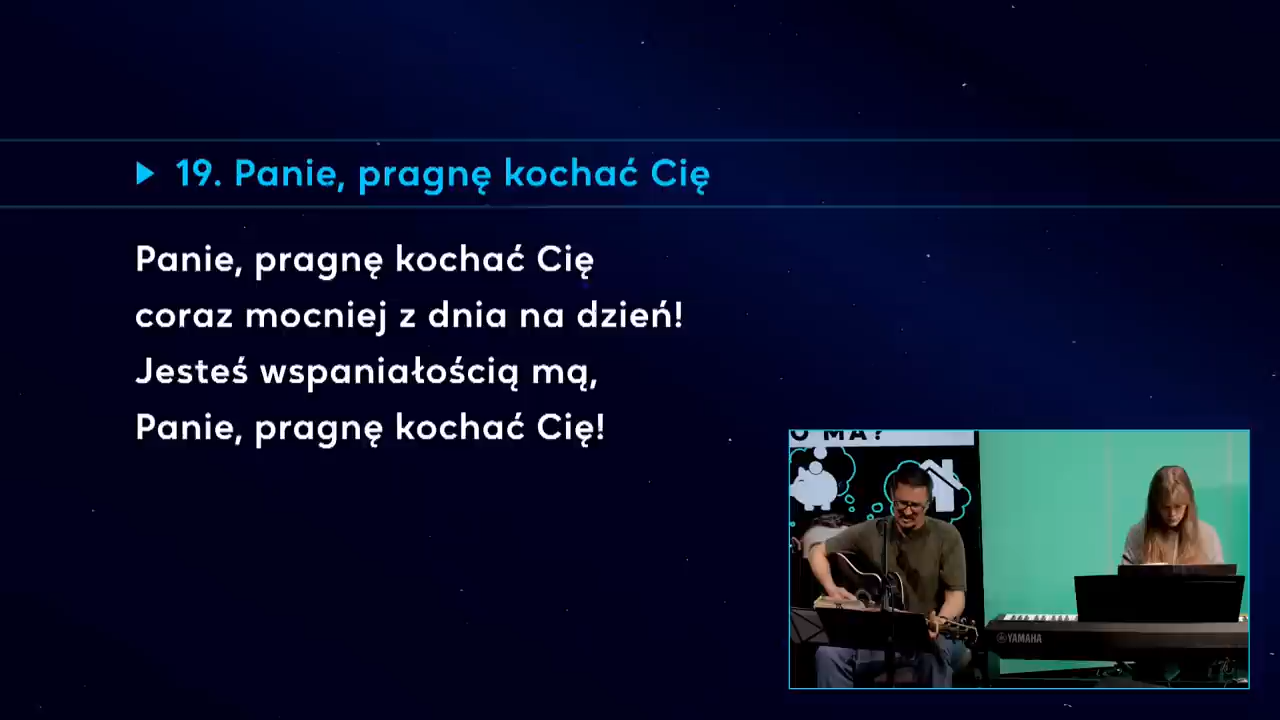 19. Panie, pragnę kochać Cię
Panie, pragnę kochać Cię
coraz mocniej z dnia na dzień!
Jesteś wspaniałością mą,
Panie, pragnę kochać Cię!
O MA?
YAMAHA